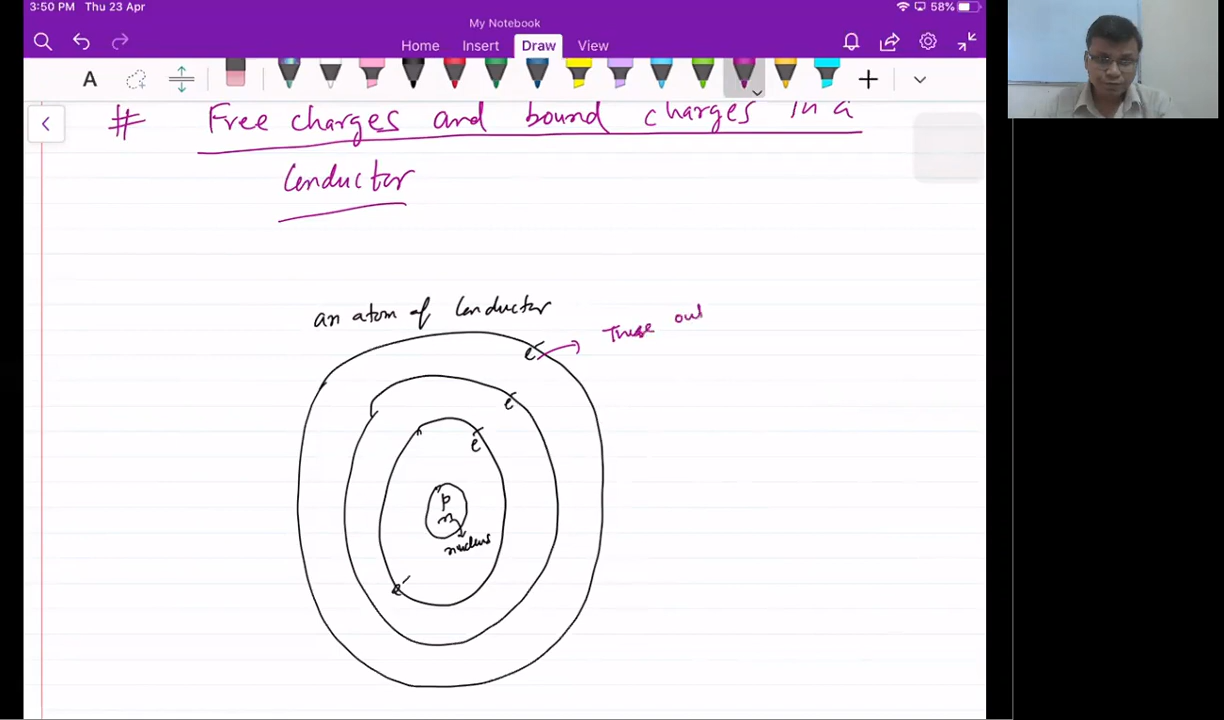 3:50 PM Thu 23 Apr
58%
My Notebook
Home Insert Draw View
A
# Free charges and bound charges in a
Conductor
an atom of Conductor
These out
e⁻
e⁻
e⁻
p
n
nucleus
e⁻